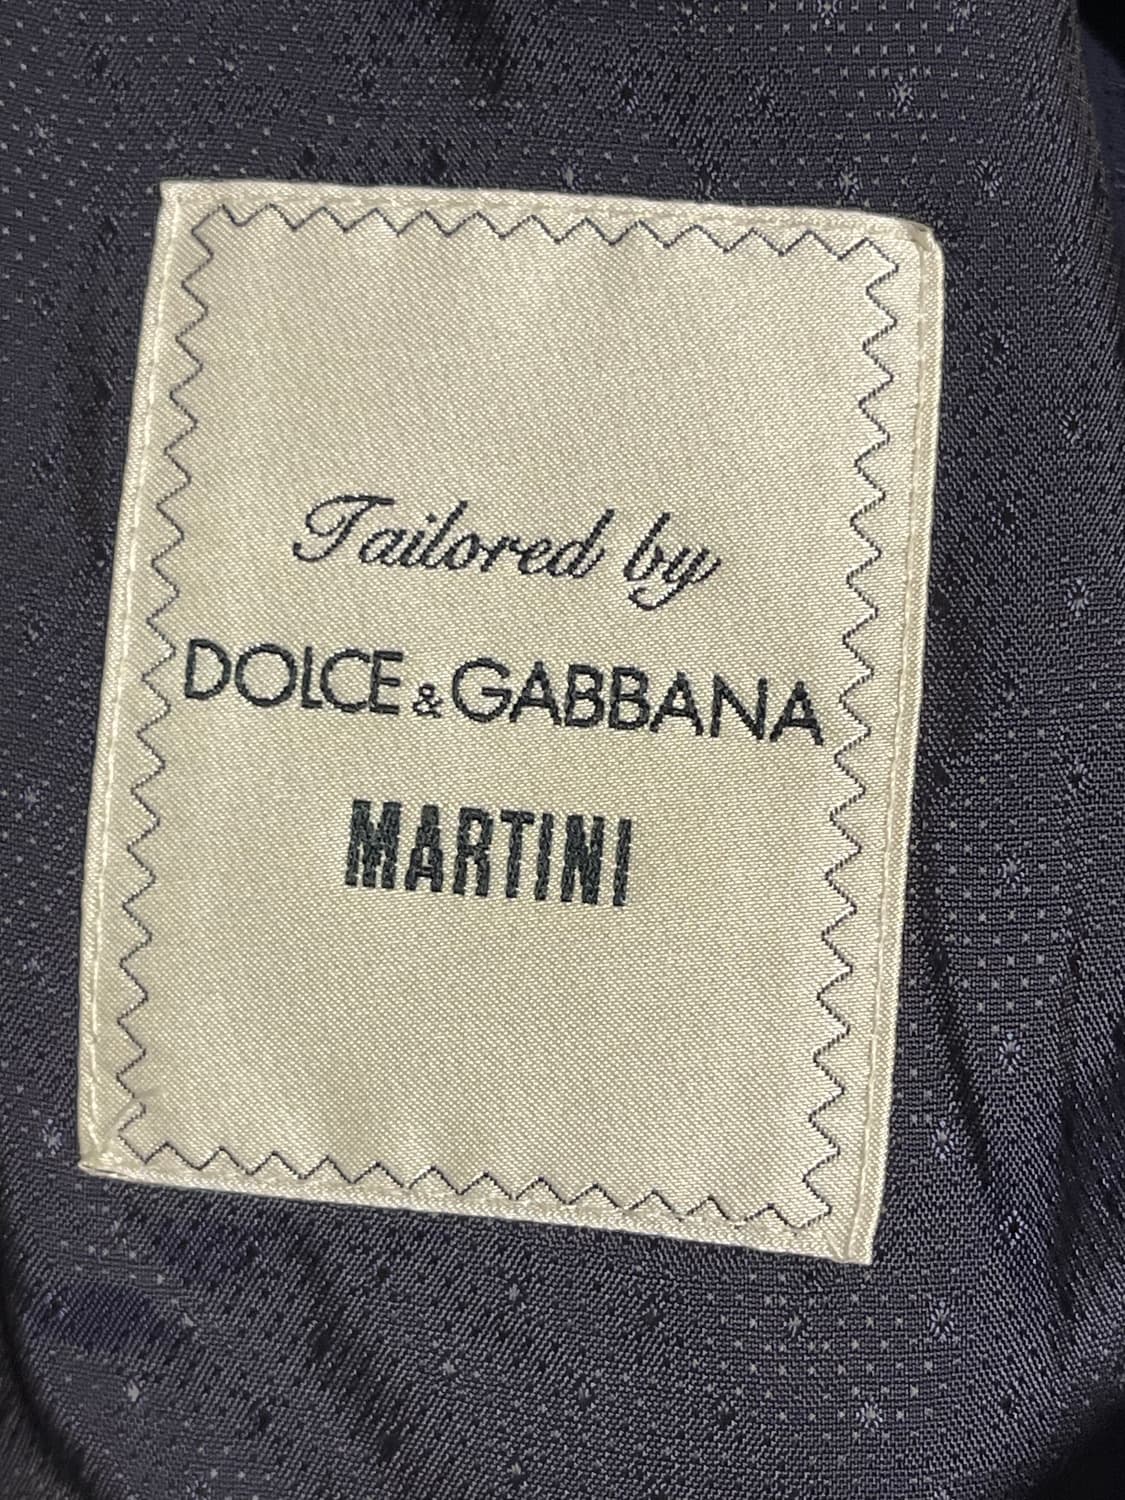 Tailored by
DOLCE & GABBANA
MARTINI